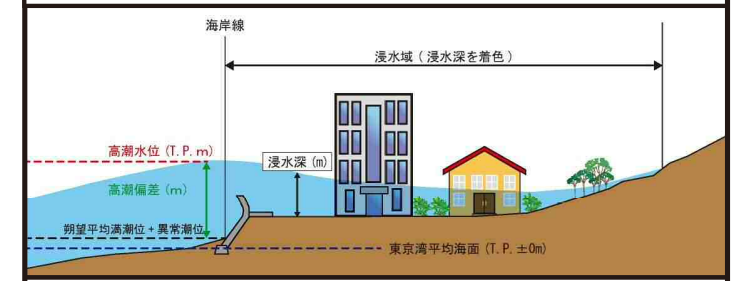 海岸線
浸水域 ( 浸水深を着色 )
高潮水位 (T.P. m)
浸水深 (m)
高潮偏差 (m)
朔望平均満潮位 + 異常潮位
東京湾平均海面 (T.P. ±0m)